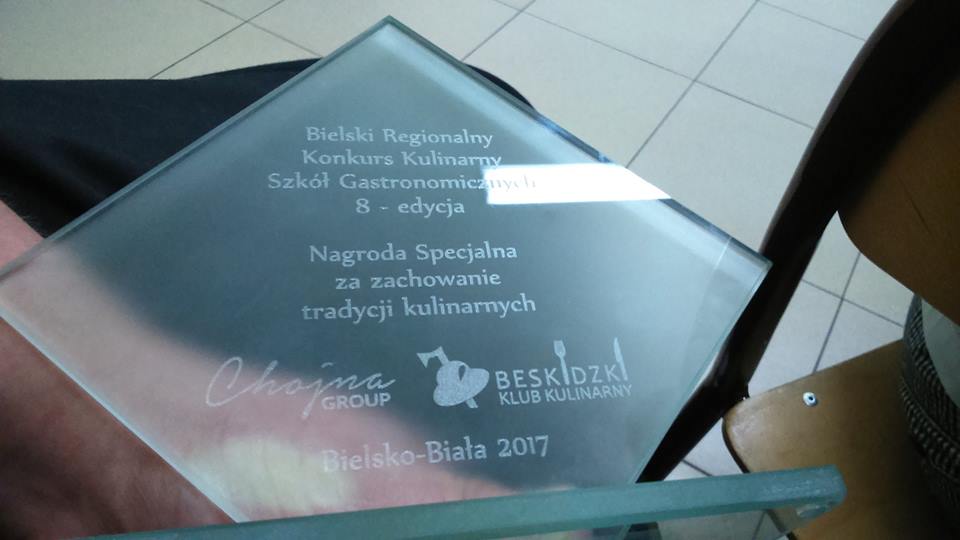 Bielski Regionalny
Konkurs Kulinarny
Szkół Gastronomicznych
8 - edycja
Nagroda Specjalna
za zachowanie
tradycji kulinarnych
Chojna
GROUP
BESKIDZKI
KLUB KULINARNY
Bielsko-Biała 2017